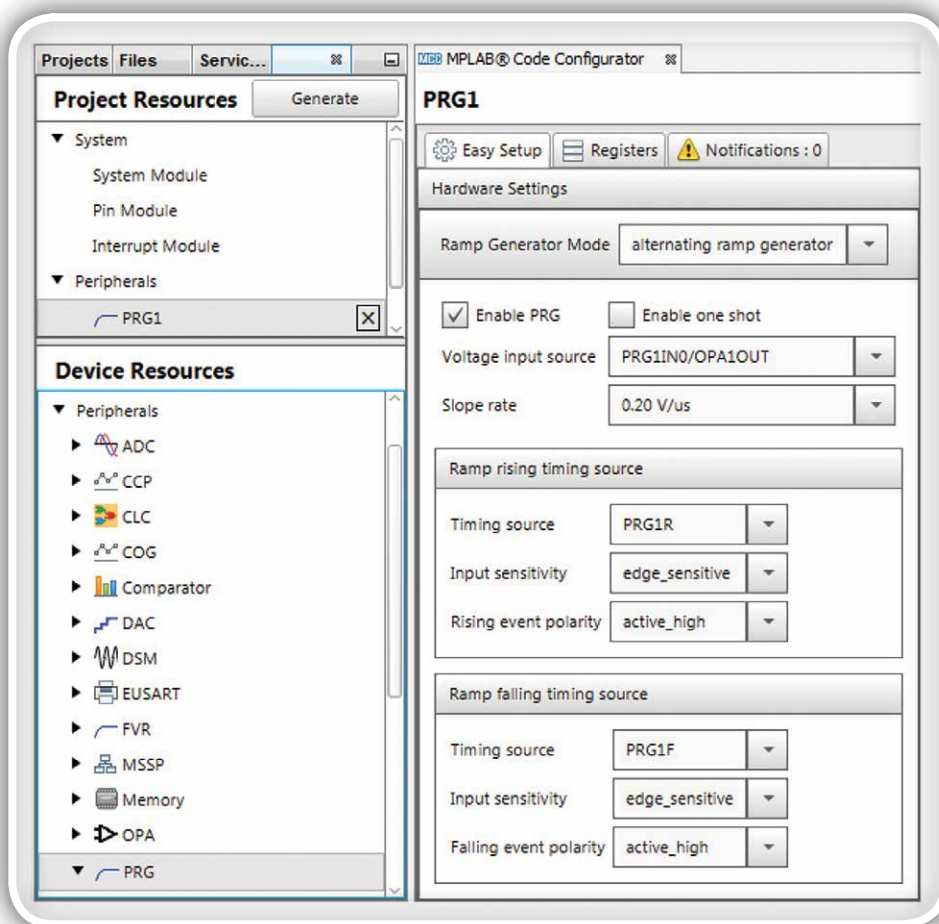 Projects Files Servic...
Project Resources Generate
System
System Module
Pin Module
Interrupt Module
Peripherals
PRG1
Device Resources
Peripherals
ADC
CCP
CLC
COG
Comparator
DAC
DSM
EUSART
FVR
MSSP
Memory
OPA
PRG
MCC MPLAB® Code Configurator
PRG1
Easy Setup Registers Notifications : 0
Hardware Settings
Ramp Generator Mode alternating ramp generator
Enable PRG Enable one shot
Voltage input source PRG1IN0/OPA1OUT
Slope rate 0.20 V/us
Ramp rising timing source
Timing source PRG1R
Input sensitivity edge_sensitive
Rising event polarity active_high
Ramp falling timing source
Timing source PRG1F
Input sensitivity edge_sensitive
Falling event polarity active_high